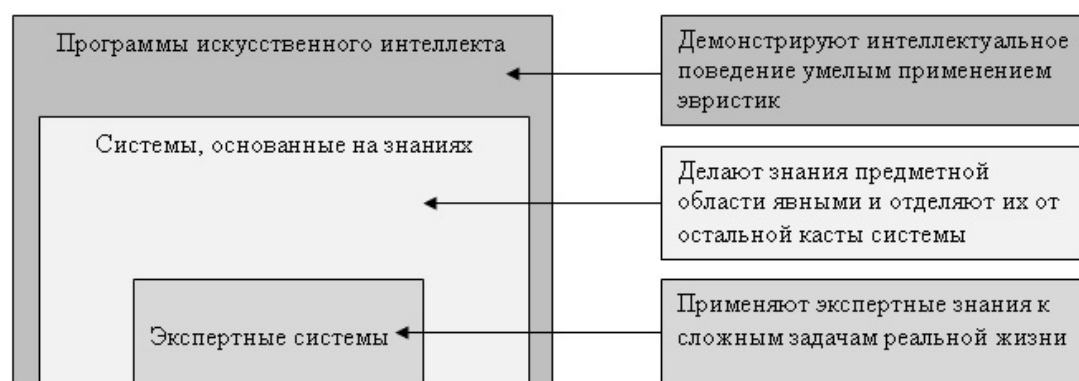 Программы искусственного интеллекта
Системы, основанные на знаниях
Экспертные системы
Демонстрируют интеллектуальное
поведение умелым применением
эвристик
Делают знания предметной
области явными и отделяют их от
остальной касты системы
Применяют экспертные знания к
сложным задачам реальной жизни